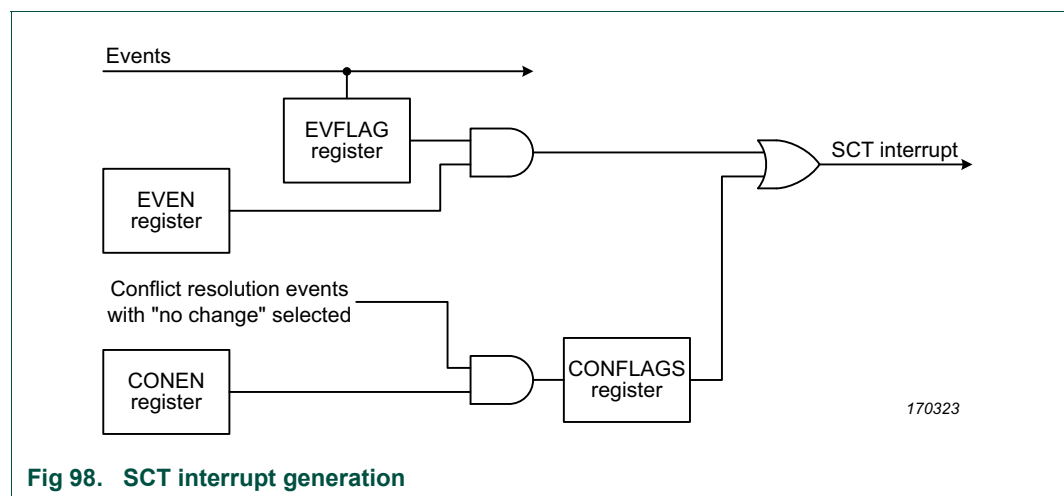 Events
EVFLAG
register
SCT interrupt
EVEN
register
Conflict resolution events
with "no change" selected
CONEN
register
CONFLAGS
register
170323
Fig 98. SCT interrupt generation